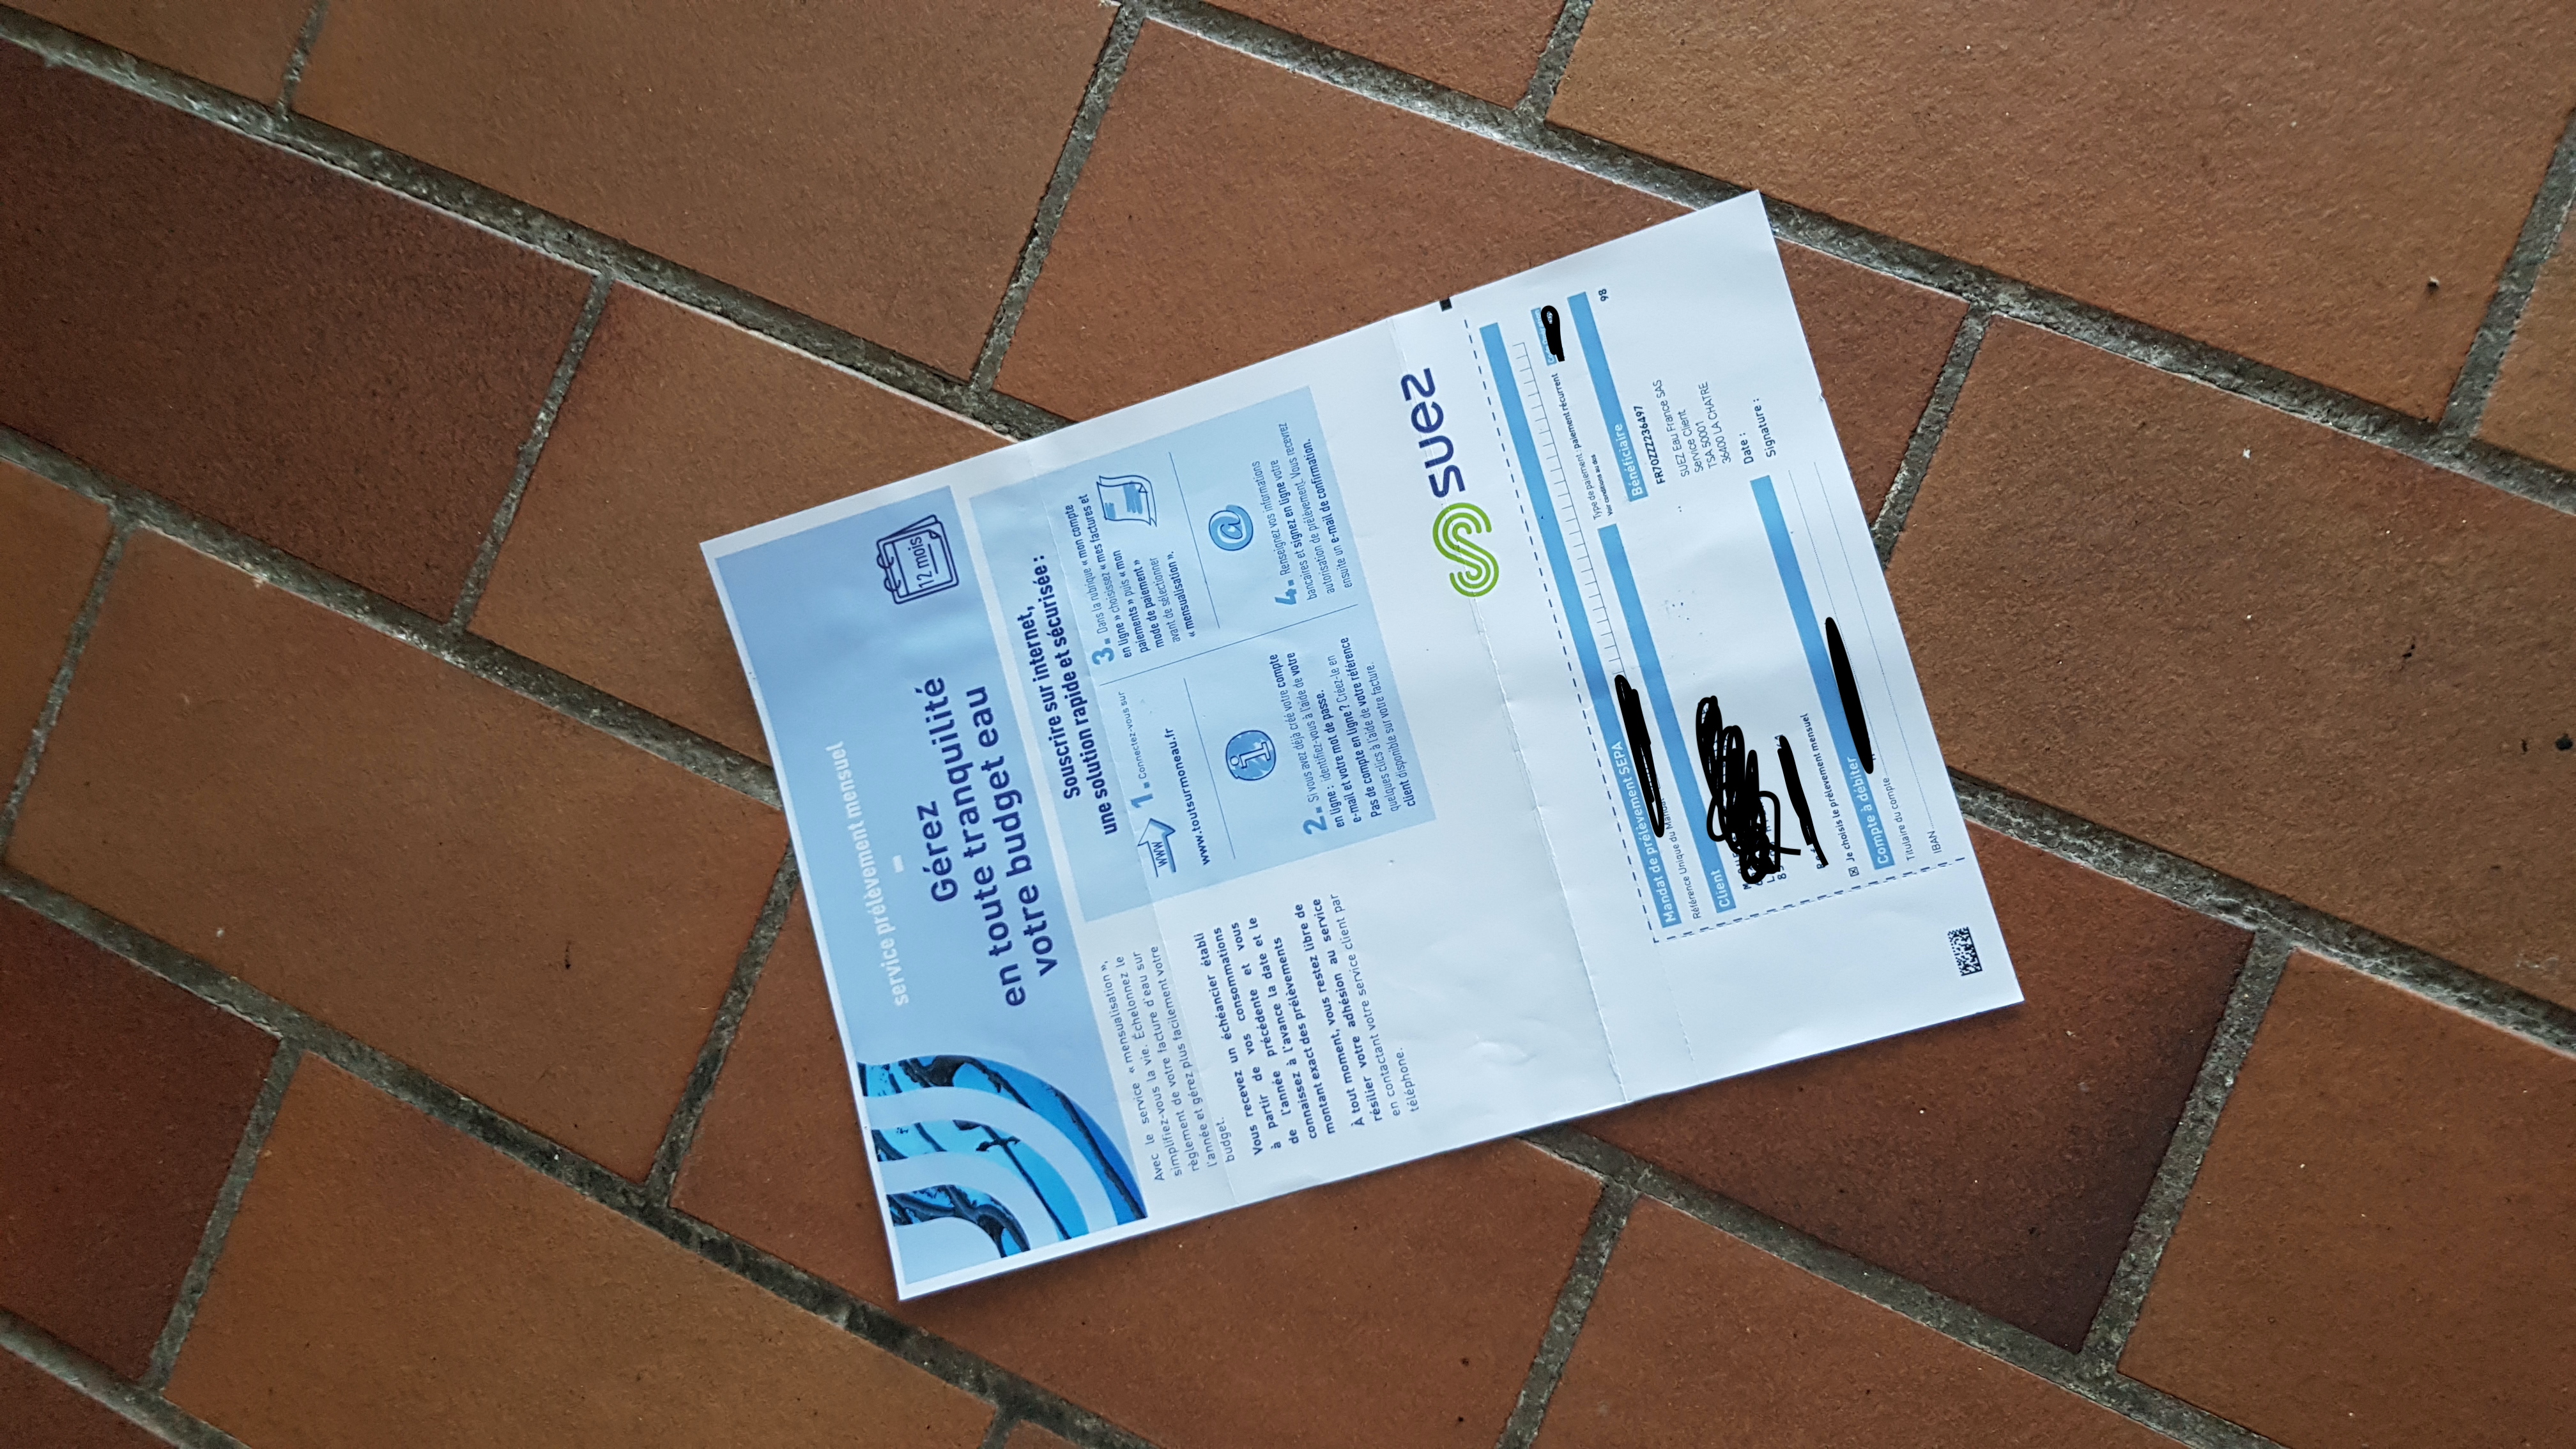 service prélèvement mensuel
Gérez
en toute tranquilité
votre budget eau
12 mois
Avec le service « mensualisation »,
simplifiez-vous la vie. Échelonnez le
règlement de votre facture d'eau sur
l'année et gérez plus facilement votre
budget.
Vous recevez un échéancier établi
à partir de vos consommations
de l'année précédente et vous
connaissez à l'avance la date et le
montant exact des prélèvements
À tout moment, vous restez libre de
résilier votre adhésion au service
en contactant votre service client par
téléphone.
Souscrire sur internet,
une solution rapide et sécurisée :
www
1. Connectez-vous sur
www.toutsurmoneau.fr
2. Si vous avez déjà créé votre compte
en ligne : identifiez-vous à l'aide de votre
e-mail et votre mot de passe.
Pas de compte en ligne ? Créez-le en
quelques clics à l'aide de votre référence
client disponible sur votre facture.
3. Dans la rubrique « mon compte
en ligne » choisissez « mes factures et
paiements » puis « mon
mode de paiement »
avant de sélectionner
« mensualisation ».
@
4. Renseignez vos informations
bancaires et signez en ligne votre
autorisation de prélèvement. Vous recevrez
ensuite un e-mail de confirmation.
suez
Mandat de prélèvement SEPA
Référence Unique du
Type de paiement : paiement récurrent
Voir conditions au dos
Client
Je choisis le prélèvement mensuel
Bénéficiaire
98
FR70ZZZ236497
SUEZ Eau France SAS
Service Client
TSA 50001
36400 LA CHATRE
Compte à débiter
Titulaire du compte
IBAN
Date :
Signature :